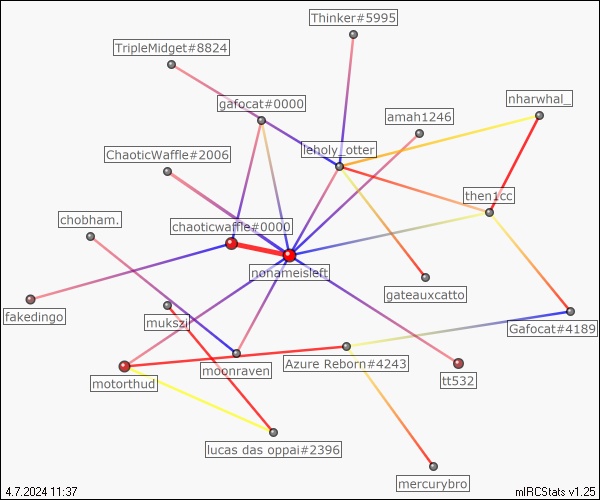 Thinker#5995
TripleMidget#8824
gafocat#0000
nharwhal_
amah1246
leholy_otter
ChaoticWaffle#2006
then1cc
chobham.
chaoticwaffle#0000
nonameisleft
gateauxcatto
fakedingo
mukszi
Gafocat#4189
moonraven
Azure Reborn#4243
motorthud
tt532
lucas das oppai#2396
mercurybro
4.7.2024 11:37
mIRCStats v1.25